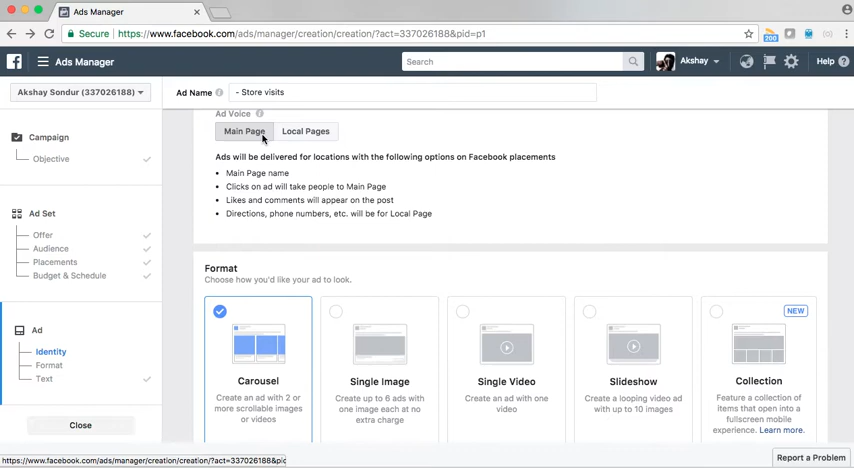 Ads Manager
Secure https://www.facebook.com/ads/manager/creation/creation/?act=337026188&pid=p1
200
Ads Manager
Search
Akshay
Help
Akshay Sondur (337026188)
Ad Name
- Store visits
Campaign
Objective
Ad Set
Offer
Audience
Placements
Budget & Schedule
Ad
Identity
Format
Text
Close
Ad Voice
Main Page
Local Pages
Ads will be delivered for locations with the following options on Facebook placements
• Main Page name
• Clicks on ad will take people to Main Page
• Likes and comments will appear on the post
• Directions, phone numbers, etc. will be for Local Page
Format
Choose how you'd like your ad to look.
Carousel
Create an ad with 2 or
more scrollable images
or videos
Single Image
Create up to 6 ads with
one image each at no
extra charge
Single Video
Create an ad with one
video
Slideshow
Create a looping video ad
with up to 10 images
NEW
Collection
Feature a collection of
items that open into a
fullscreen mobile
experience. Learn more.
https://www.facebook.com/ads/manager/creation/creation/?act=337026188&pid
Report a Problem